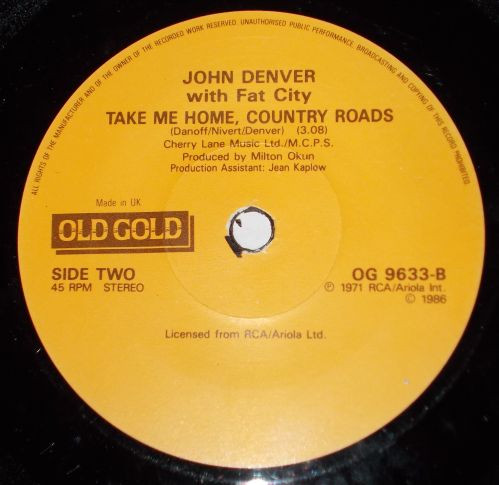 ALL RIGHTS OF THE MANUFACTURER AND OF THE OWNER OF THE RECORDED WORK RESERVED. UNAUTHORISED PUBLIC PERFORMANCE, BROADCASTING AND COPYING OF THIS RECORD PROHIBITED.
JOHN DENVER
with Fat City
TAKE ME HOME, COUNTRY ROADS
(Danoff/Nivert/Denver) (3.08)
Cherry Lane Music Ltd./M.C.P.S.
Produced by Milton Okun
Production Assistant: Jean Kaplow
Made in UK
OLD GOLD
SIDE TWO
45 RPM STEREO
OG 9633-B
℗ 1971 RCA/Ariola Int.
© 1986
Licensed from RCA/Ariola Ltd.